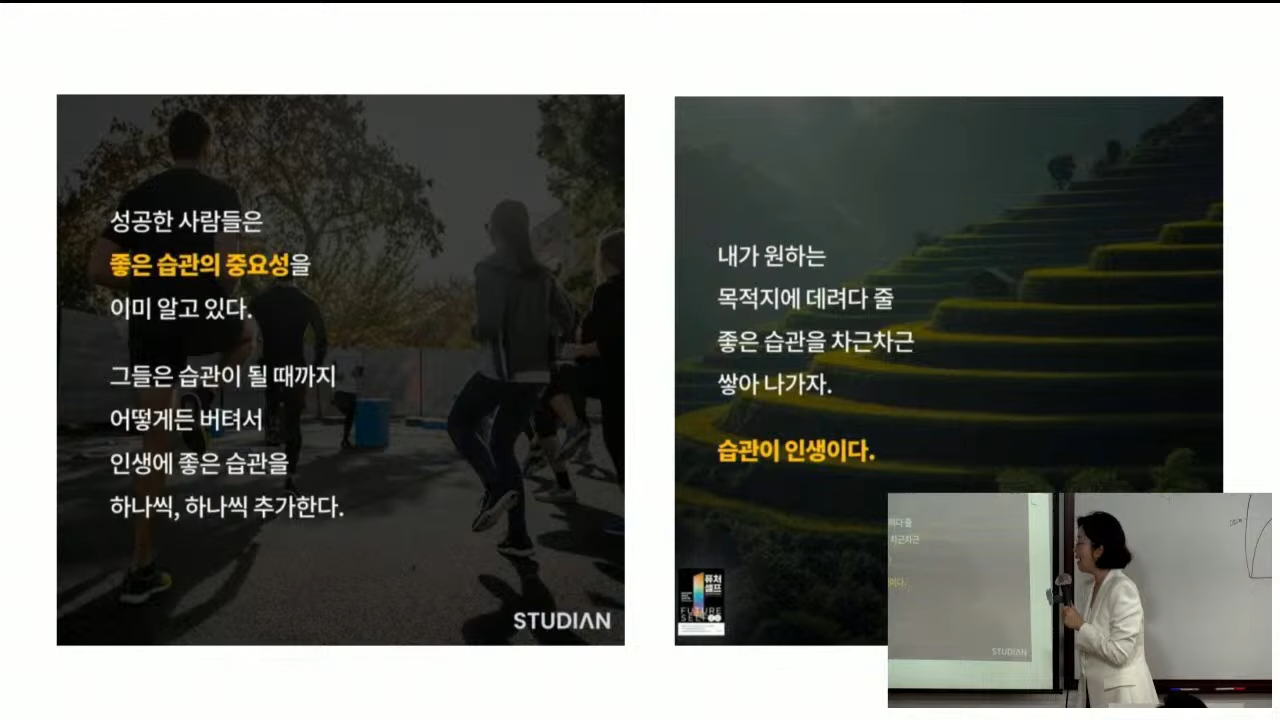 성공한 사람들은
좋은 습관의 중요성을
이미 알고 있다.
그들은 습관이 될 때까지
어떻게든 버텨서
인생에 좋은 습관을
하나씩, 하나씩 추가한다.
STUDIAN
내가 원하는
목적지에 데려다 줄
좋은 습관을 차근차근
쌓아 나가자.
습관이 인생이다.
퓨처
셀프
FUTURE
SELF
차근차근
STUDIAN